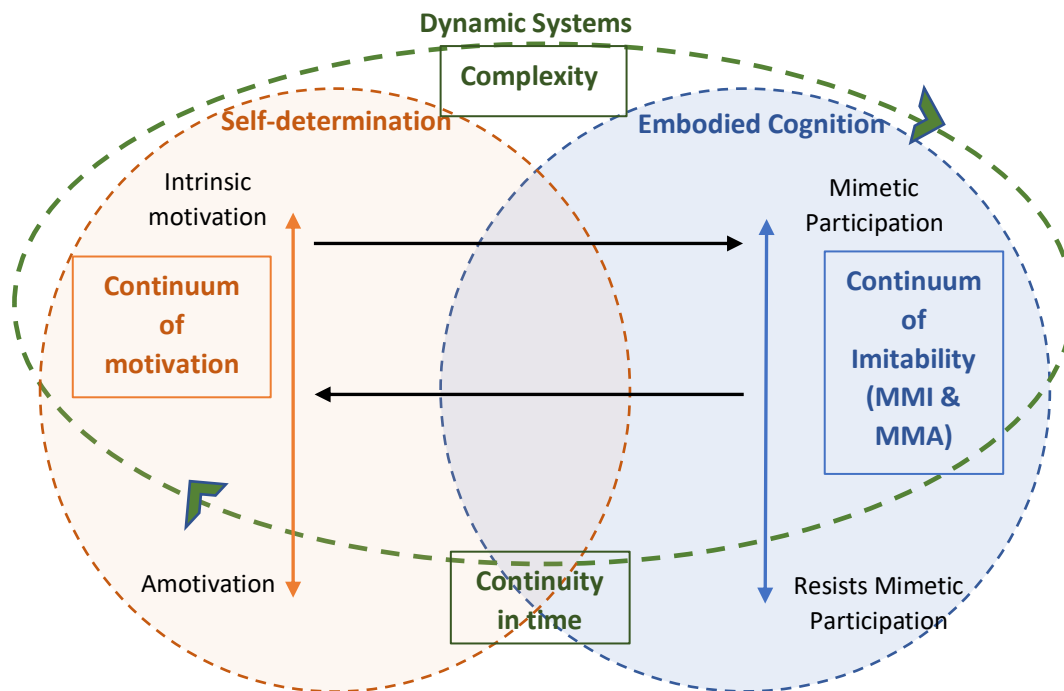 Dynamic Systems
Complexity
Self-determination
Embodied Cognition
Intrinsic
motivation
Mimetic
Participation
Continuum
of
motivation
Continuum
of
Imitability
(MMI &
MMA)
Amotivation
Continuity
in time
Resists Mimetic
Participation